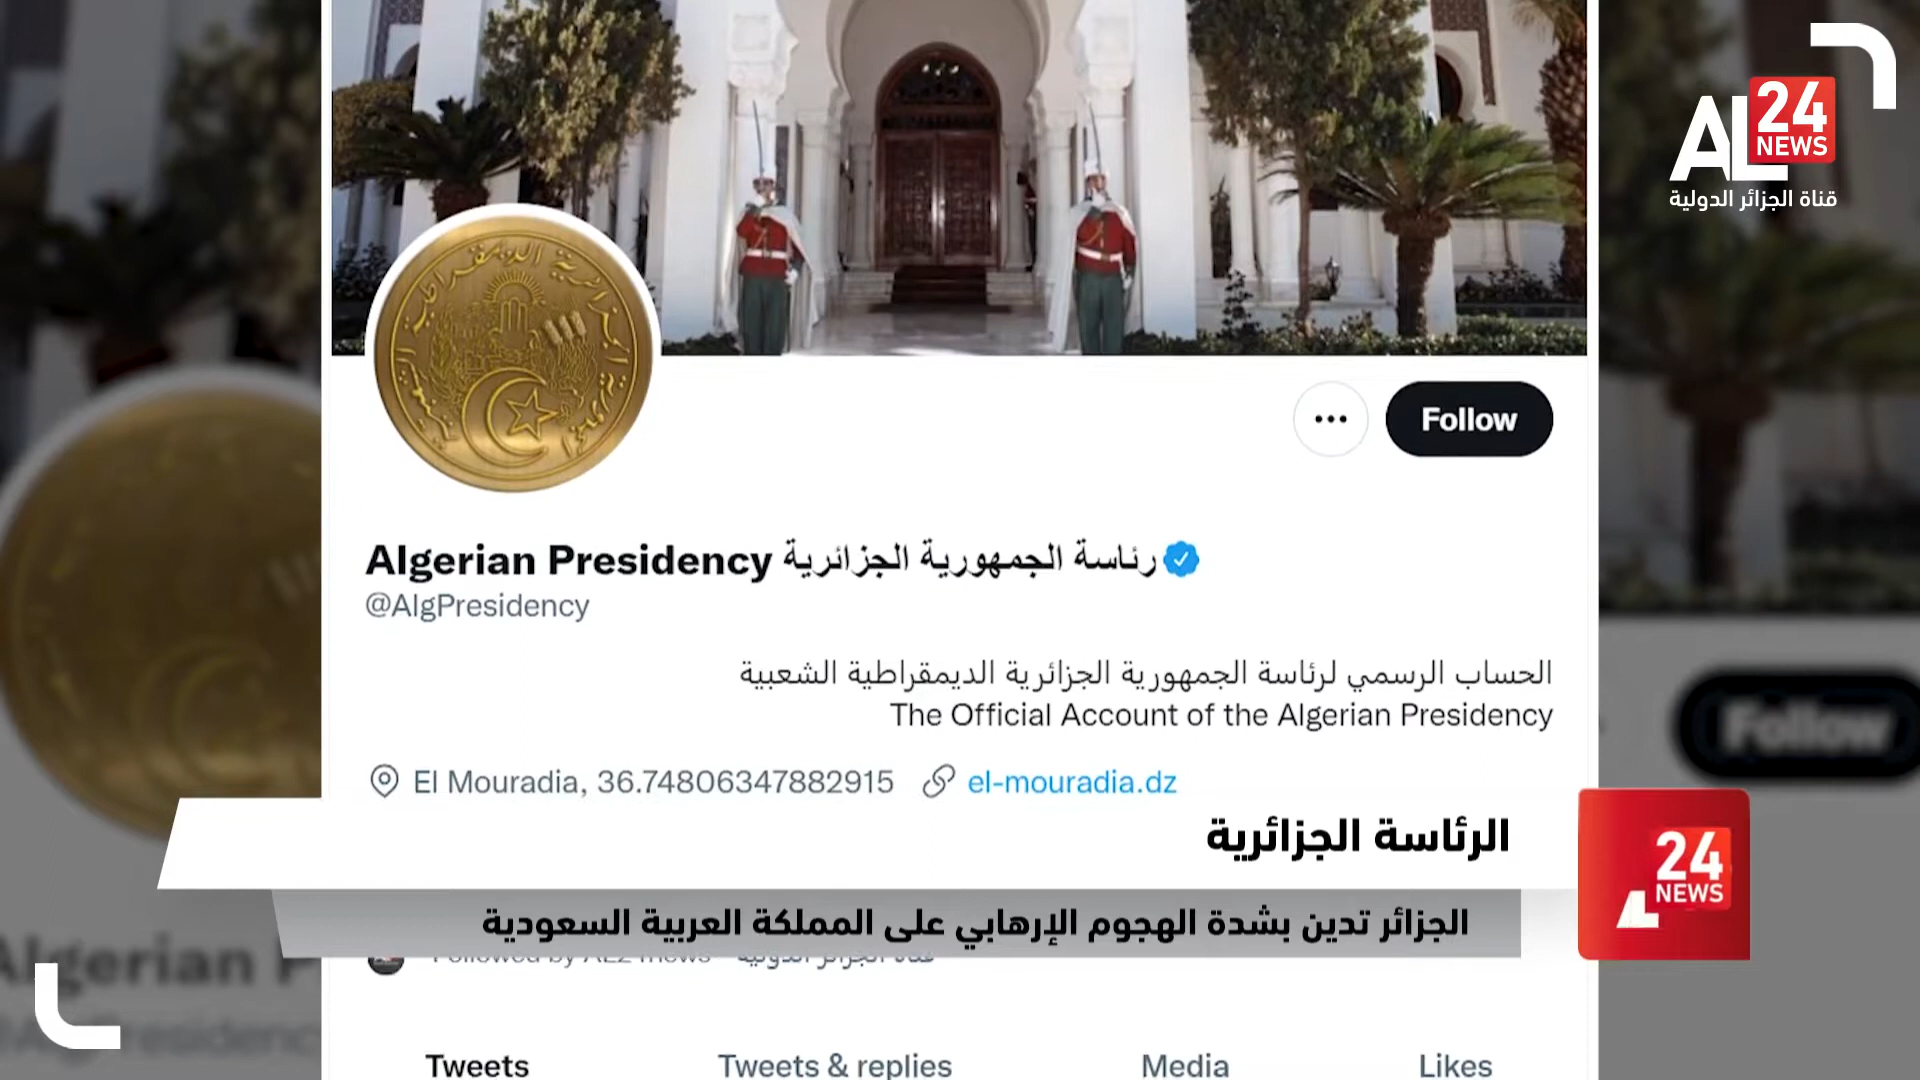 AL 24 NEWS
قناة الجزائر الدولية
Follow
Algerian Presidency رئاسة الجمهورية الجزائرية
@AlgPresidency
الحساب الرسمي لرئاسة الجمهورية الجزائرية الديمقراطية الشعبية
The Official Account of the Algerian Presidency
El Mouradia, 36.74806347882915 el-mouradia.dz
الرئاسة الجزائرية
24 NEWS
الجزائر تدين بشدة الهجوم الإرهابي على المملكة العربية السعودية
Tweets Tweets & replies Media Likes